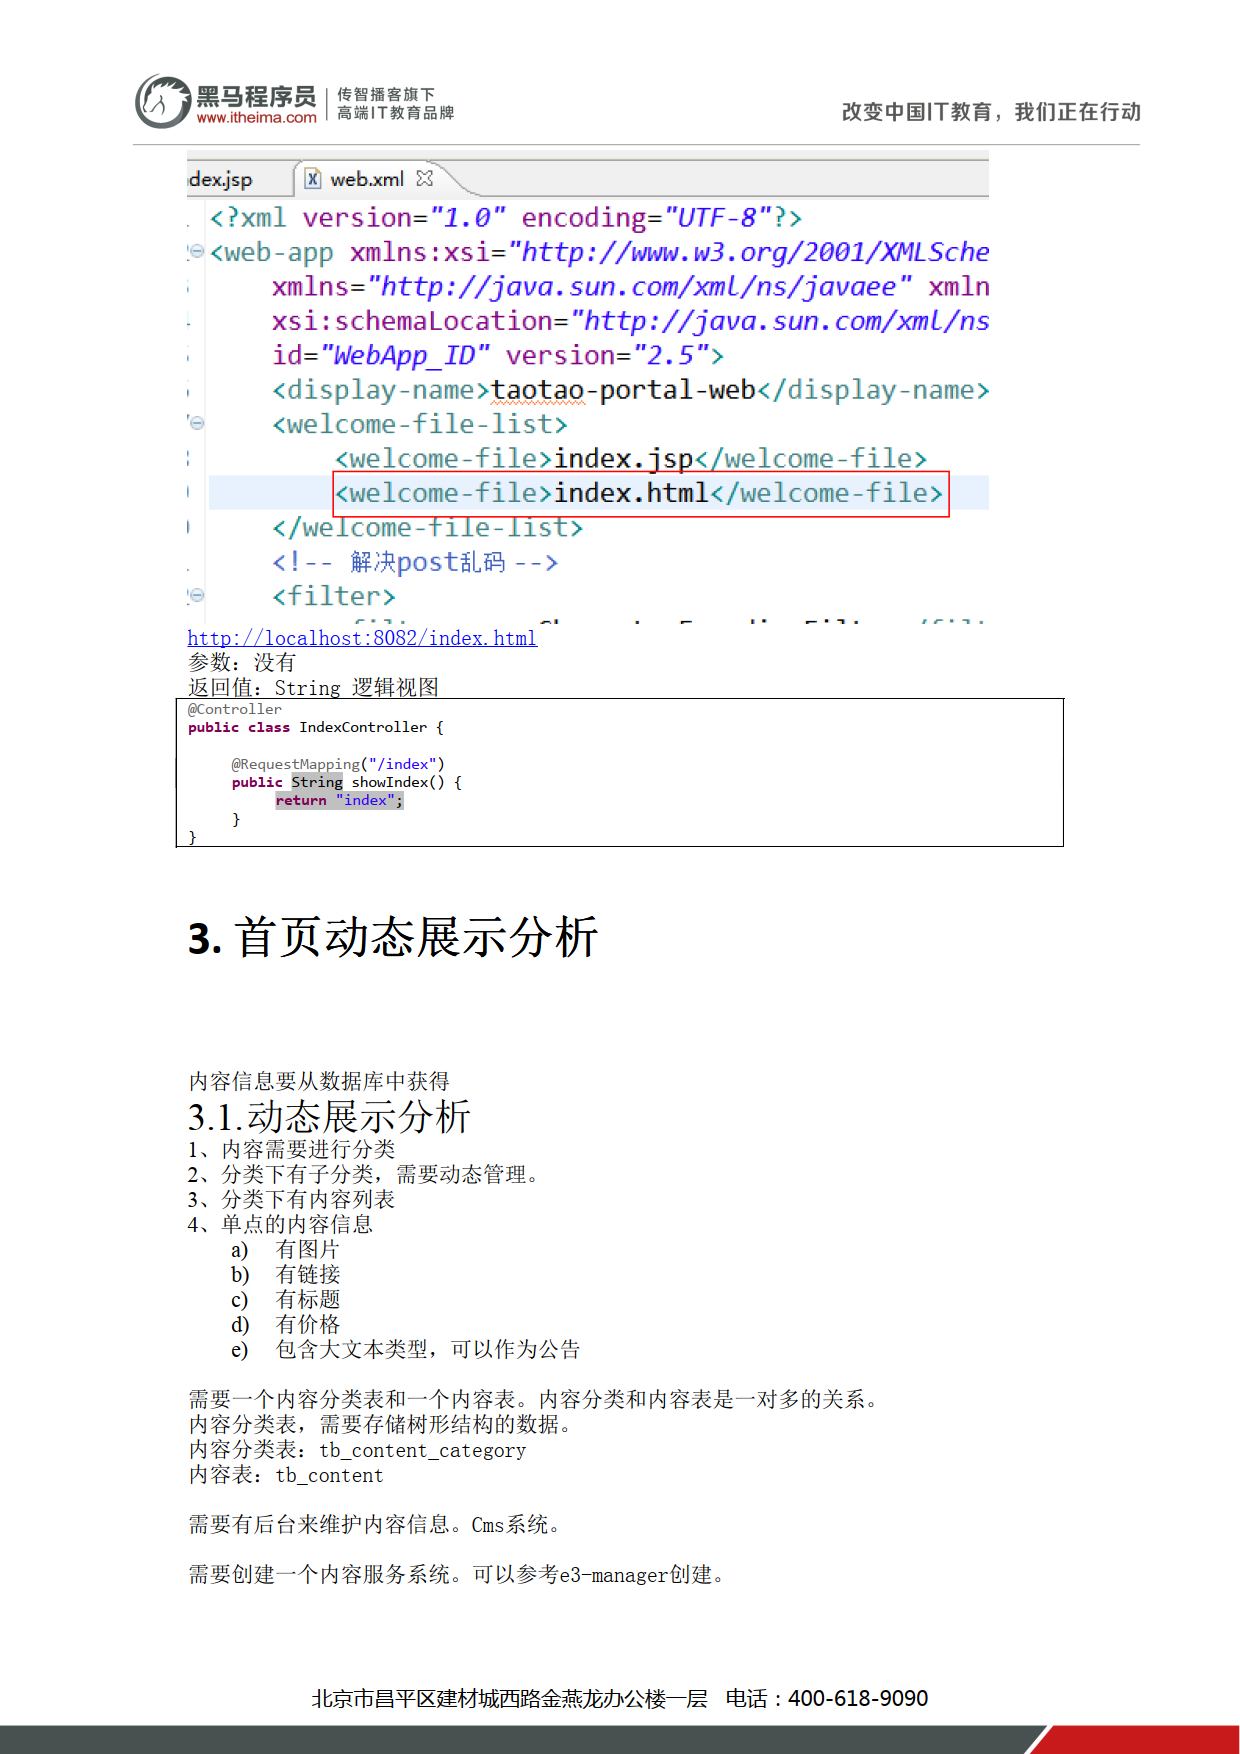 黑马程序员
www.itheima.com
传智播客旗下
高端IT教育品牌
改变中国IT教育，我们正在行动
dex.jsp
web.xml
<?xml version="1.0" encoding="UTF-8"?>
<web-app xmlns:xsi="http://www.w3.org/2001/XMLSche
xmlns="http://java.sun.com/xml/ns/javaee" xmln
xsi:schemaLocation="http://java.sun.com/xml/ns
id="WebApp_ID" version="2.5">
<display-name>taotao-portal-web</display-name>
<welcome-file-list>
<welcome-file>index.jsp</welcome-file>
<welcome-file>index.html</welcome-file>
</welcome-file-list>
<!-- 解决post乱码 -->
<filter>
http://localhost:8082/index.html
参数：没有
返回值：String 逻辑视图
@Controller
public class IndexController {
@RequestMapping("/index")
public String showIndex() {
return "index";
}
}
3. 首页动态展示分析
内容信息要从数据库中获得
3.1.动态展示分析
1、内容需要进行分类
2、分类下有子分类，需要动态管理。
3、分类下有内容列表
4、单点的内容信息
a) 有图片
b) 有链接
c) 有标题
d) 有价格
e) 包含大文本类型，可以作为公告
需要一个内容分类表和一个内容表。内容分类和内容表是一对多的关系。
内容分类表，需要存储树形结构的数据。
内容分类表：tb_content_category
内容表：tb_content
需要有后台来维护内容信息。Cms系统。
需要创建一个内容服务系统。可以参考e3-manager创建。
北京市昌平区建材城西路金燕龙办公楼一层 电话：400-618-9090